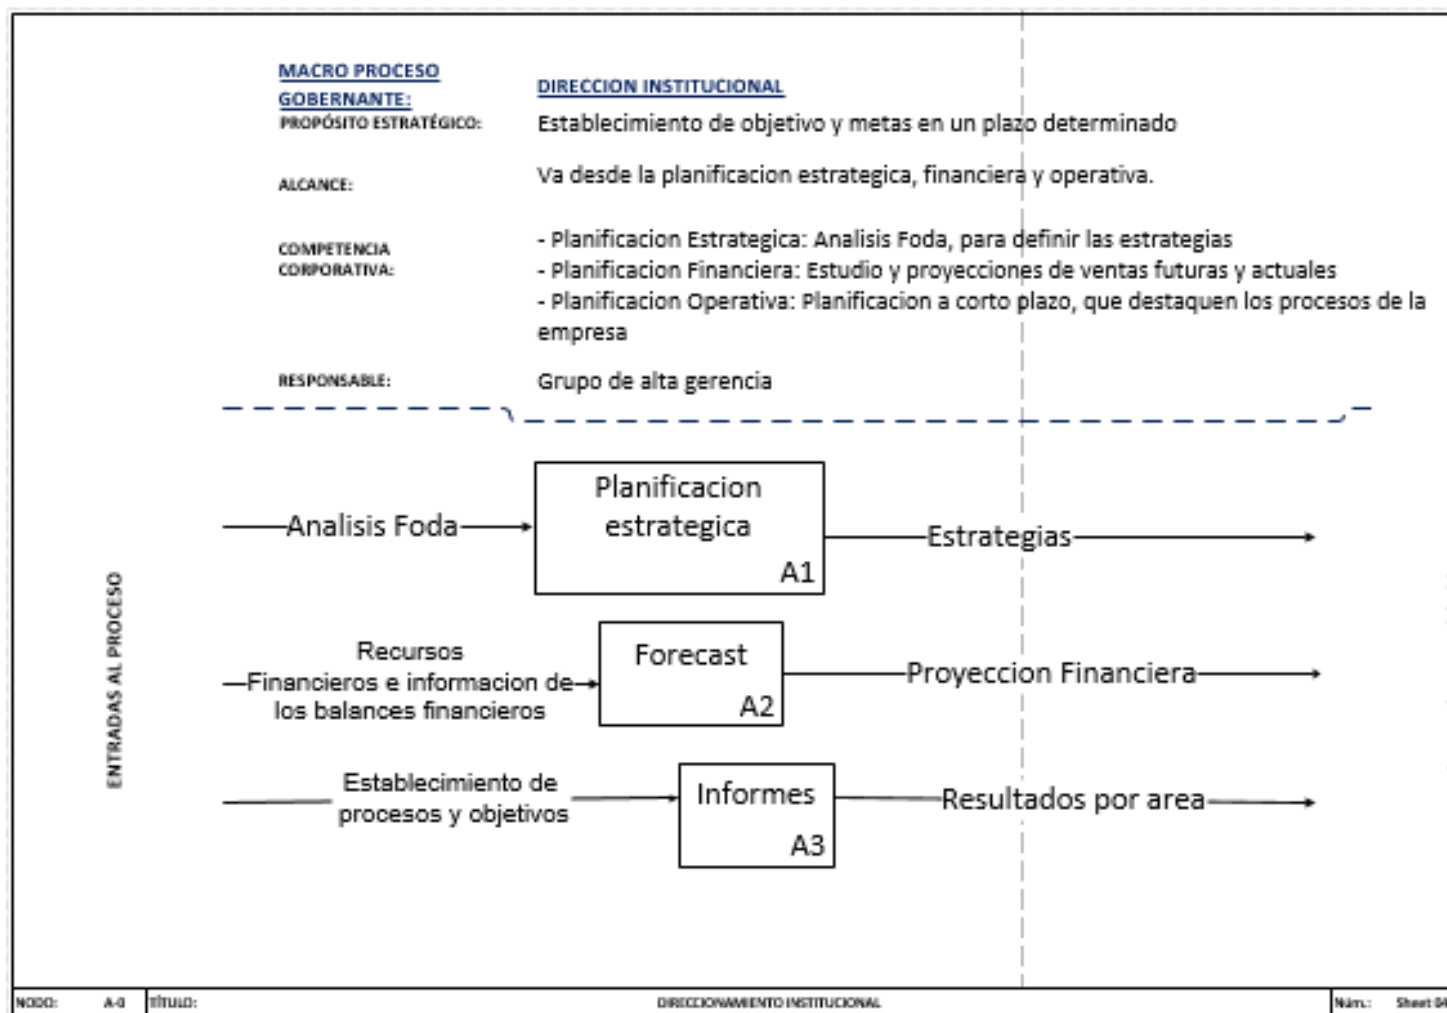 MACRO PROCESO
GOBERNANTE:
DIRECCION INSTITUCIONAL
PROPÓSITO ESTRATÉGICO:
Establecimiento de objetivo y metas en un plazo determinado
ALCANCE:
Va desde la planificacion estrategica, financiera y operativa.
COMPETENCIA
CORPORATIVA:
- Planificacion Estrategica: Analisis Foda, para definir las estrategias
- Planificacion Financiera: Estudio y proyecciones de ventas futuras y actuales
- Planificacion Operativa: Planificacion a corto plazo, que destaquen los procesos de la
empresa
RESPONSABLE:
Grupo de alta gerencia
ENTRADAS AL PROCESO
Analisis Foda
Planificacion
estrategica
A1
Estrategias
Recursos
Financieros e informacion de
los balances financieros
Forecast
A2
Proyeccion Financiera
Establecimiento de
procesos y objetivos
Informes
A3
Resultados por area
NODO: A-0
TÍTULO: DIRECCIONAMIENTO INSTITUCIONAL
Núm.: Sheet 04